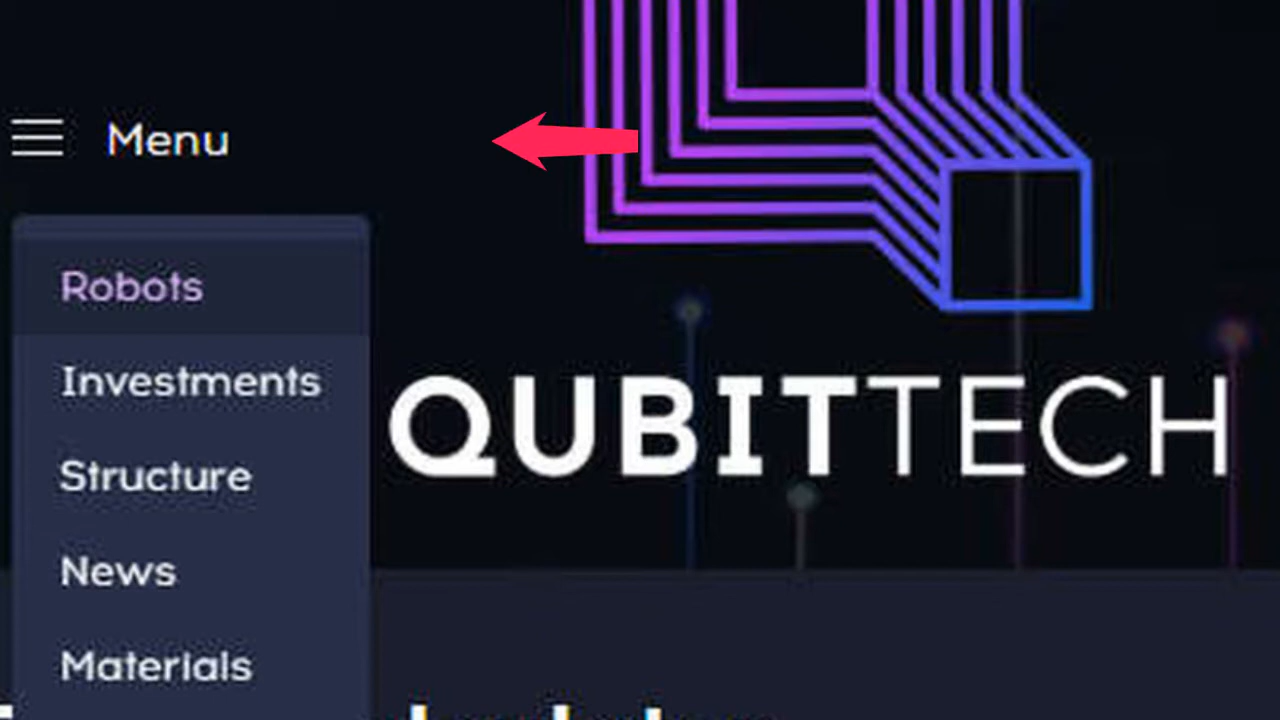 Menu
Robots
Investments
QUBITTECH
Structure
News
Materials